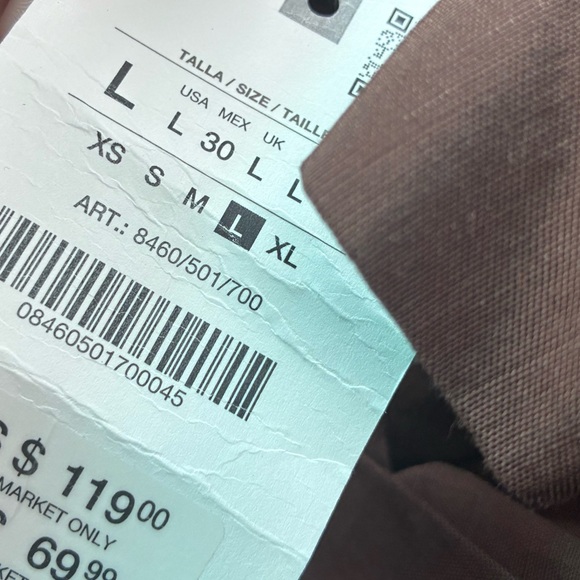 TALLA / SIZE / TAILLE
L
USA MEX UK
L 30 L L
XS S M L XL
ART.: 8460/501/700
08460501700045
$ 119.00
MARKET ONLY
69.99